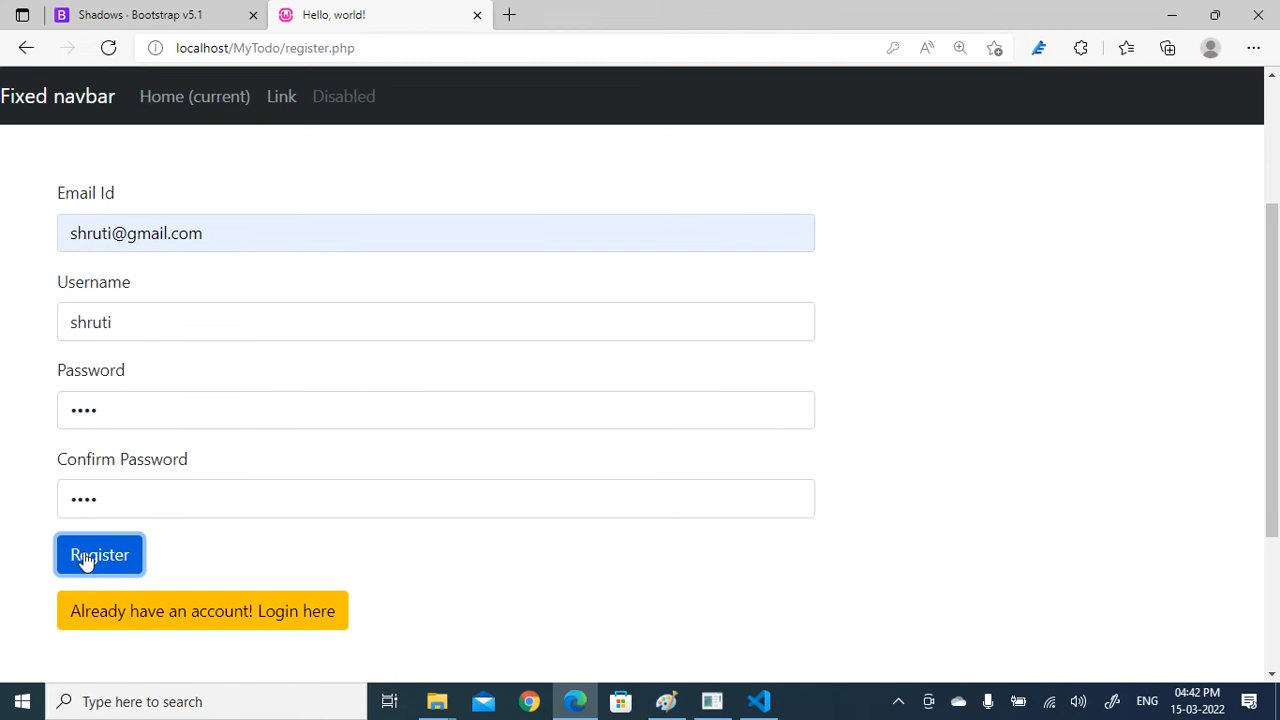 Shadows · Bootstrap v5.1
Hello, world!
localhost/MyTodo/register.php
Fixed navbar Home (current) Link Disabled
Email Id
shruti@gmail.com
Username
shruti
Password
••••
Confirm Password
••••
Register
Already have an account! Login here
Type here to search
ENG
04:42 PM
15-03-2022